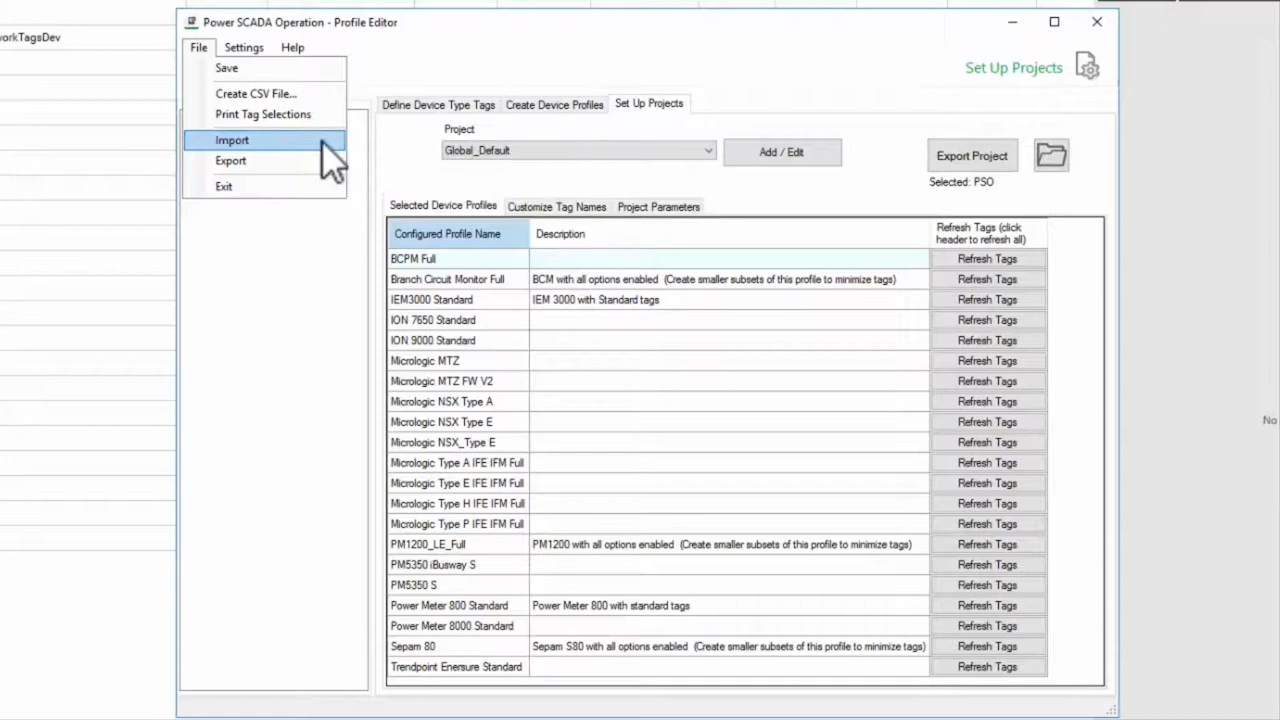 workTagsDev
Power SCADA Operation - Profile Editor
File Settings Help
Save
Create CSV File...
Print Tag Selections
Import
Export
Exit
Set Up Projects
Define Device Type Tags Create Device Profiles Set Up Projects
Project
Global_Default
Add / Edit
Export Project
Selected: PSO
Selected Device Profiles Customize Tag Names Project Parameters
Configured Profile Name Description Refresh Tags (click
header to refresh all)
BCPM Full Refresh Tags
Branch Circuit Monitor Full BCM with all options enabled (Create smaller subsets of this profile to minimize tags) Refresh Tags
IEM3000 Standard IEM 3000 with Standard tags Refresh Tags
ION 7650 Standard Refresh Tags
ION 9000 Standard Refresh Tags
Micrologic MTZ Refresh Tags
Micrologic MTZ FW V2 Refresh Tags
Micrologic NSX Type A Refresh Tags
Micrologic NSX Type E Refresh Tags
Micrologic NSX_Type E Refresh Tags
Micrologic Type A IFE IFM Full Refresh Tags
Micrologic Type E IFE IFM Full Refresh Tags
Micrologic Type H IFE IFM Full Refresh Tags
Micrologic Type P IFE IFM Full Refresh Tags
PM1200_LE_Full PM1200 with all options enabled (Create smaller subsets of this profile to minimize tags) Refresh Tags
PM5350 iBusway S Refresh Tags
PM5350 S Refresh Tags
Power Meter 800 Standard Power Meter 800 with standard tags Refresh Tags
Power Meter 8000 Standard Refresh Tags
Sepam 80 Sepam S80 with all options enabled (Create smaller subsets of this profile to minimize tags) Refresh Tags
Trendpoint Enersure Standard Refresh Tags
No